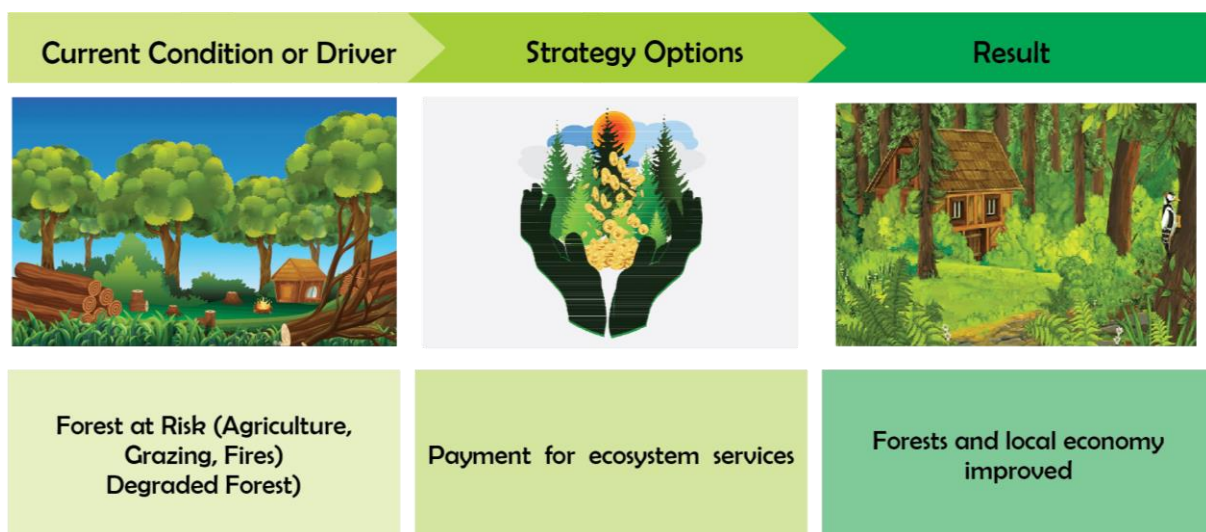 Current Condition or Driver
Strategy Options
Result
Forest at Risk (Agriculture,
Grazing, Fires)
Degraded Forest)
Payment for ecosystem services
Forests and local economy
improved